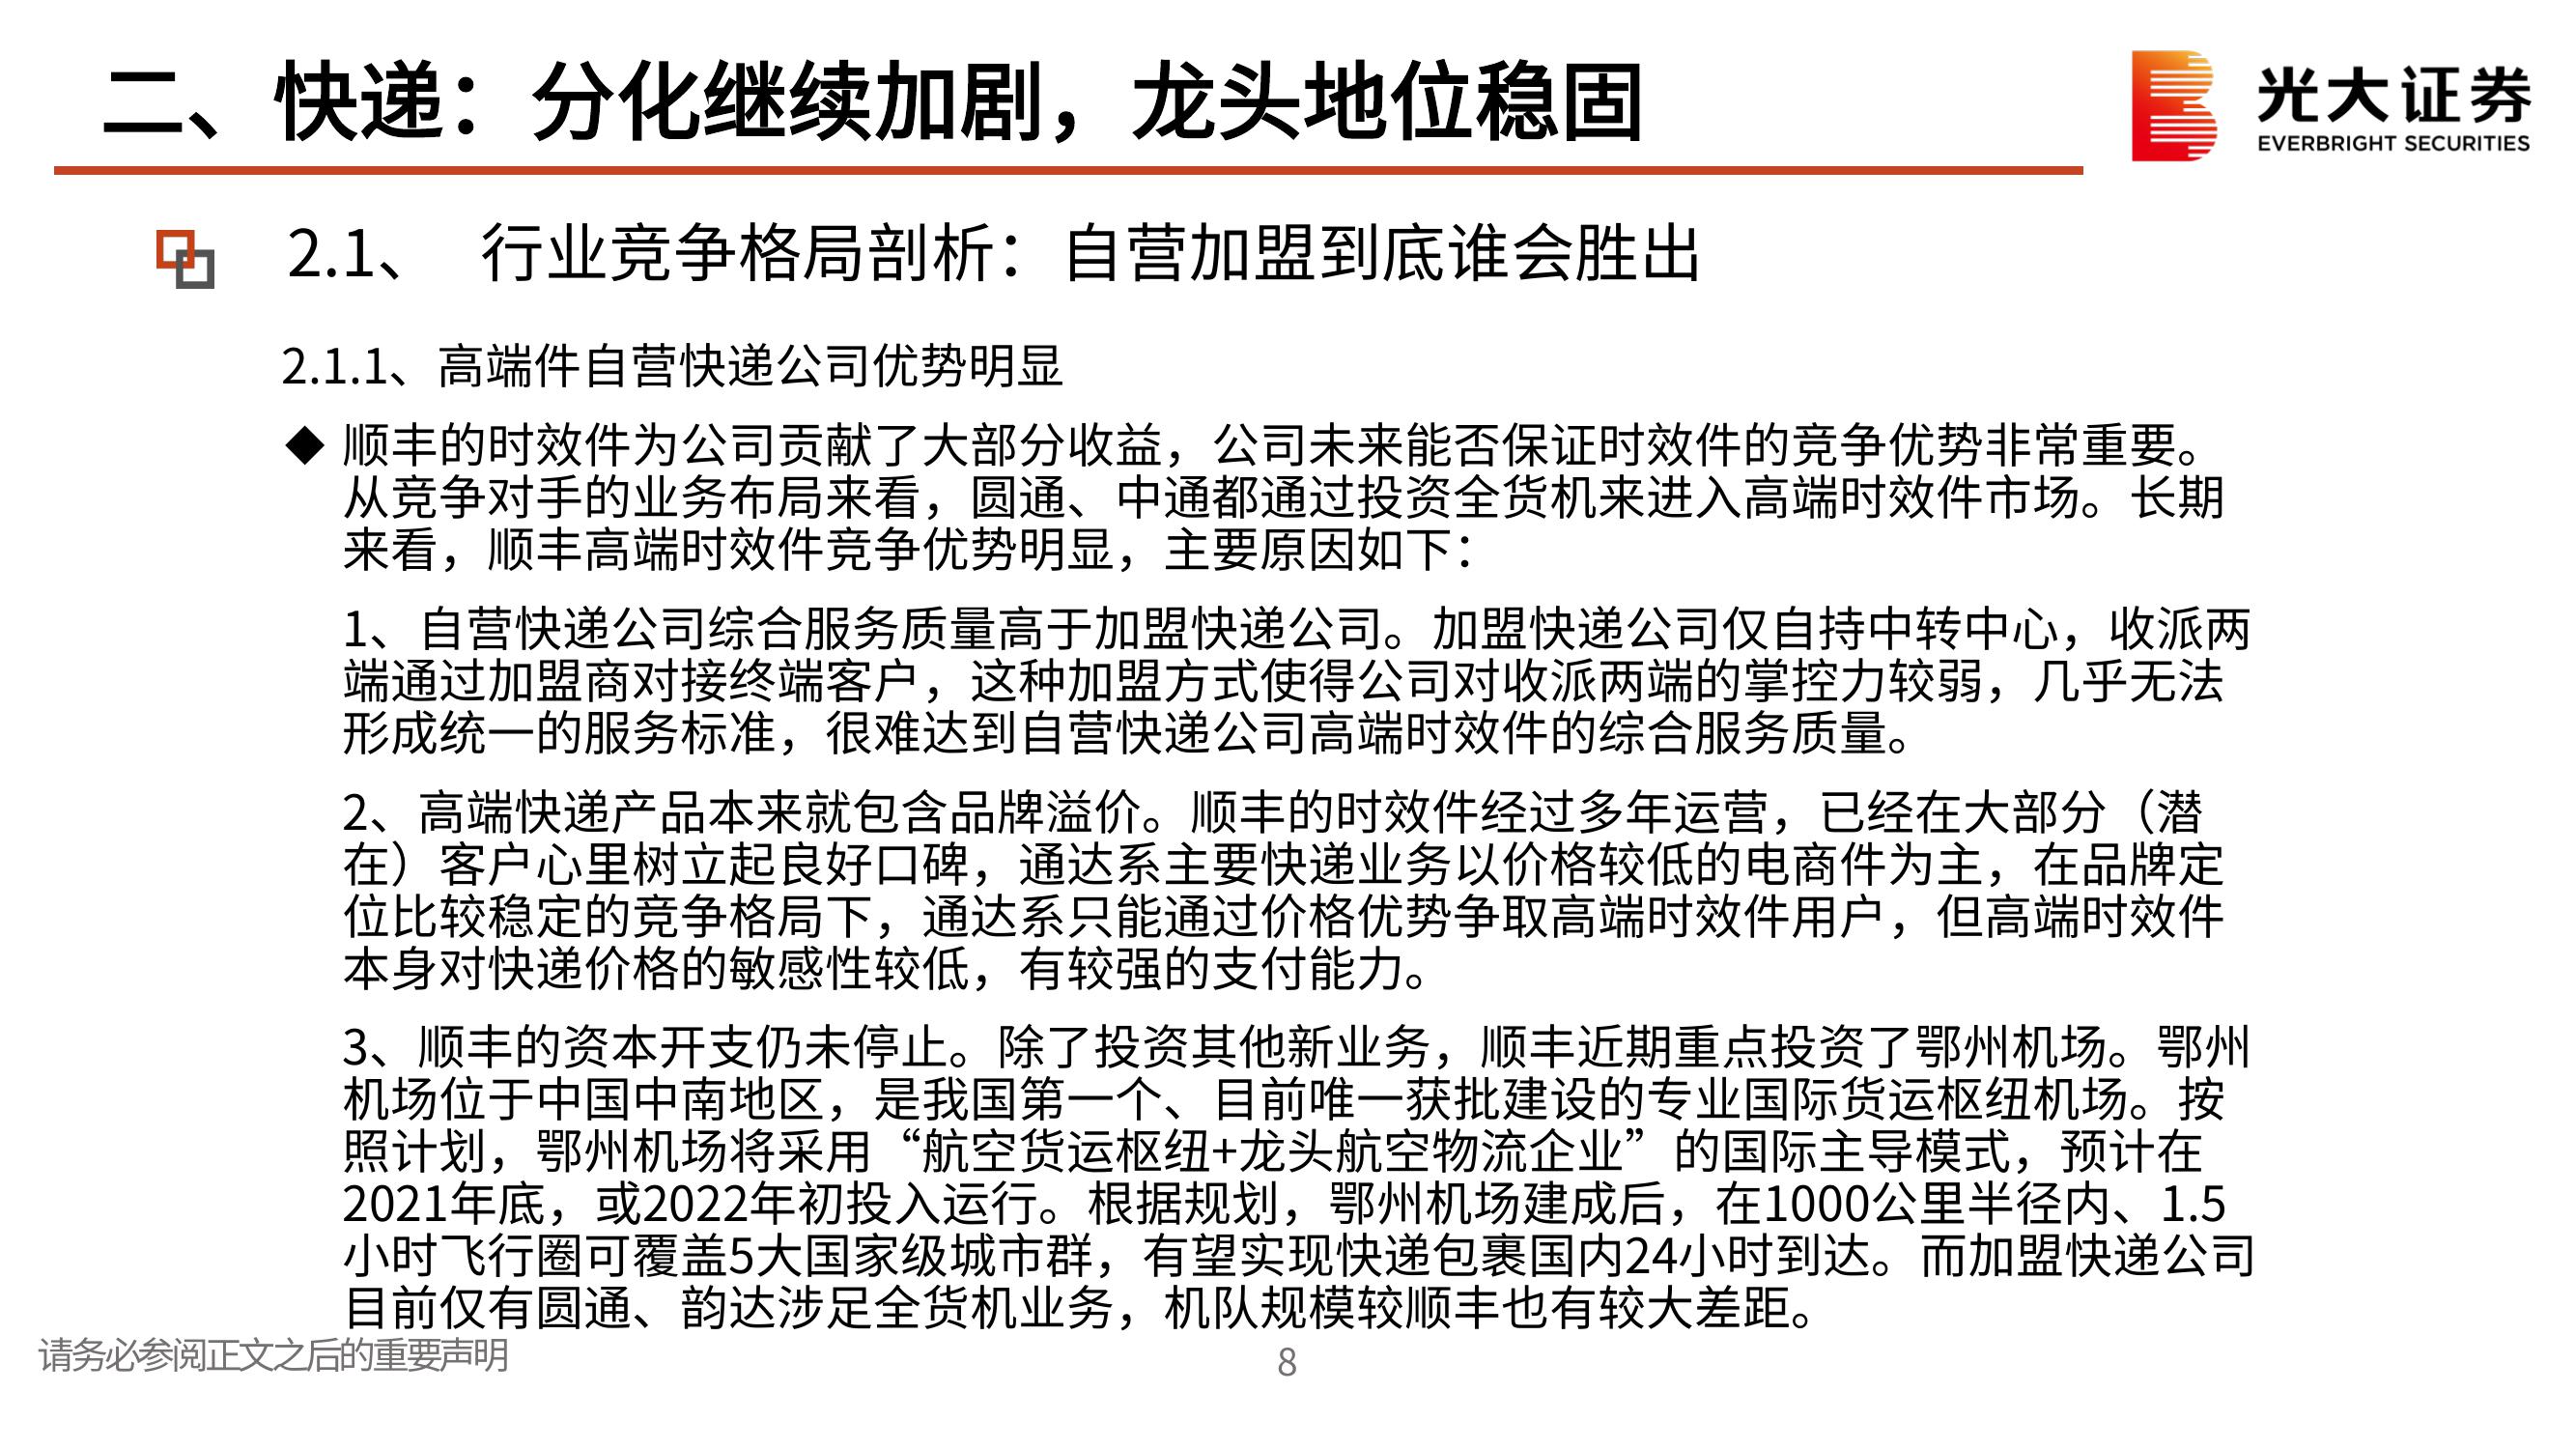 二、快递：分化继续加剧，龙头地位稳固
光大证券
EVERBRIGHT SECURITIES
2.1、 行业竞争格局剖析：自营加盟到底谁会胜出
2.1.1、高端件自营快递公司优势明显
◆ 顺丰的时效件为公司贡献了大部分收益，公司未来能否保证时效件的竞争优势非常重要。
从竞争对手的业务布局来看，圆通、中通都通过投资全货机来进入高端时效件市场。长期
来看，顺丰高端时效件竞争优势明显，主要原因如下：
1、自营快递公司综合服务质量高于加盟快递公司。加盟快递公司仅自持中转中心，收派两
端通过加盟商对接终端客户，这种加盟方式使得公司对收派两端的掌控力较弱，几乎无法
形成统一的服务标准，很难达到自营快递公司高端时效件的综合服务质量。
2、高端快递产品本来就包含品牌溢价。顺丰的时效件经过多年运营，已经在大部分（潜
在）客户心里树立起良好口碑，通达系主要快递业务以价格较低的电商件为主，在品牌定
位比较稳定的竞争格局下，通达系只能通过价格优势争取高端时效件用户，但高端时效件
本身对快递价格的敏感性较低，有较强的支付能力。
3、顺丰的资本开支仍未停止。除了投资其他新业务，顺丰近期重点投资了鄂州机场。鄂州
机场位于中国中南地区，是我国第一个、目前唯一获批建设的专业国际货运枢纽机场。按
照计划，鄂州机场将采用“航空货运枢纽+龙头航空物流企业”的国际主导模式，预计在
2021年底，或2022年初投入运行。根据规划，鄂州机场建成后，在1000公里半径内、1.5
小时飞行圈可覆盖5大国家级城市群，有望实现快递包裹国内24小时到达。而加盟快递公司
目前仅有圆通、韵达涉足全货机业务，机队规模较顺丰也有较大差距。
请务必参阅正文之后的重要声明
8